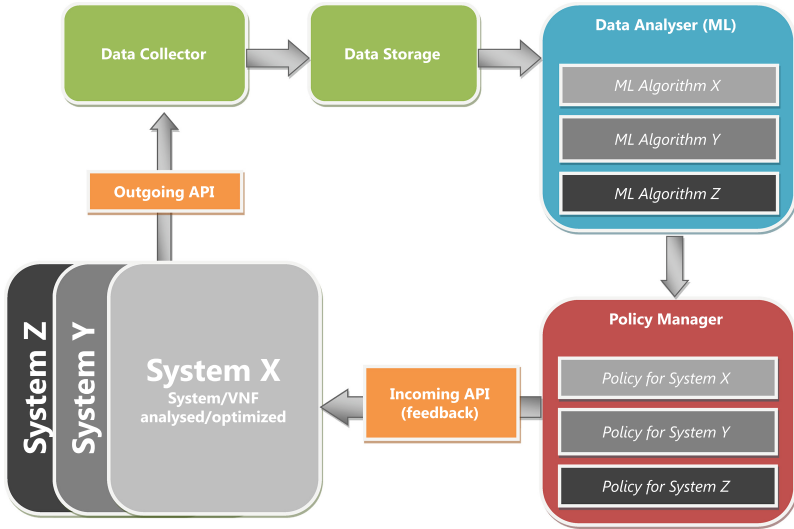 Data Collector
Data Storage
Data Analyser (ML)
ML Algorithm X
ML Algorithm Y
ML Algorithm Z
Outgoing API
System Z
System Y
System X
System/VNF
analysed/optimized
Incoming API
(feedback)
Policy Manager
Policy for System X
Policy for System Y
Policy for System Z